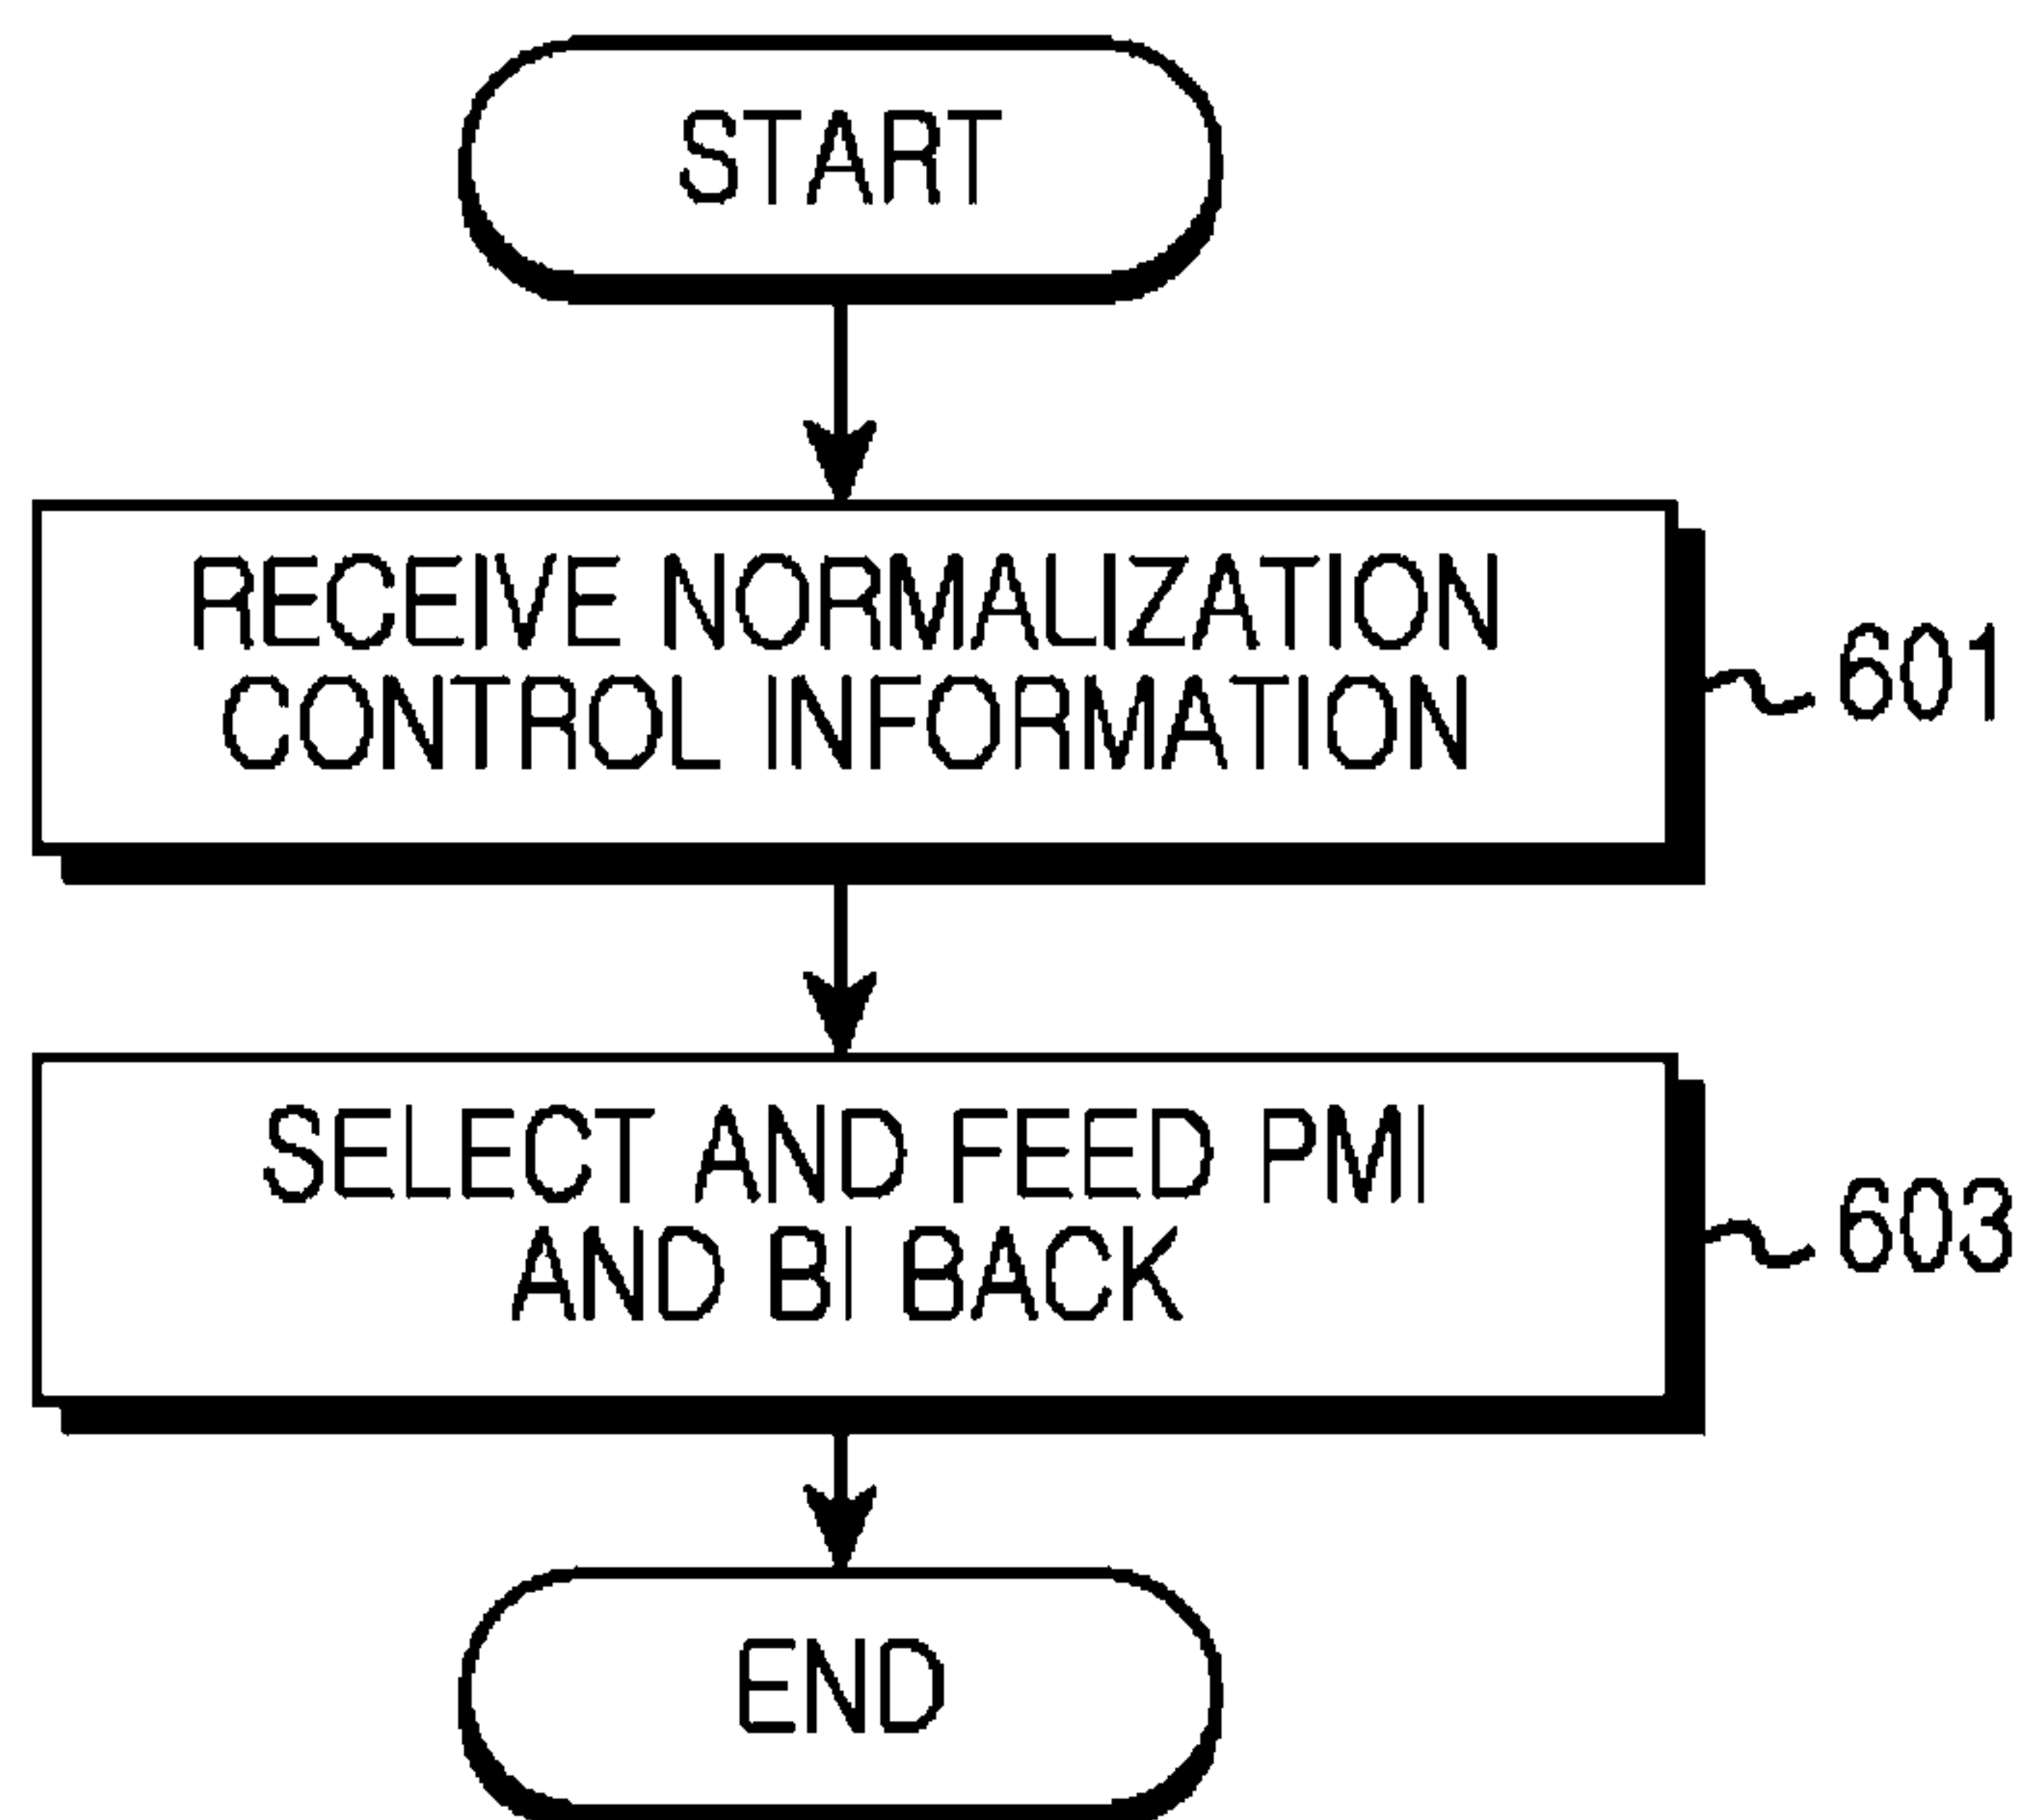 START
RECEIVE NORMALIZATION
CONTROL INFORMATION
601
SELECT AND FEED PMI
AND BI BACK
603
END